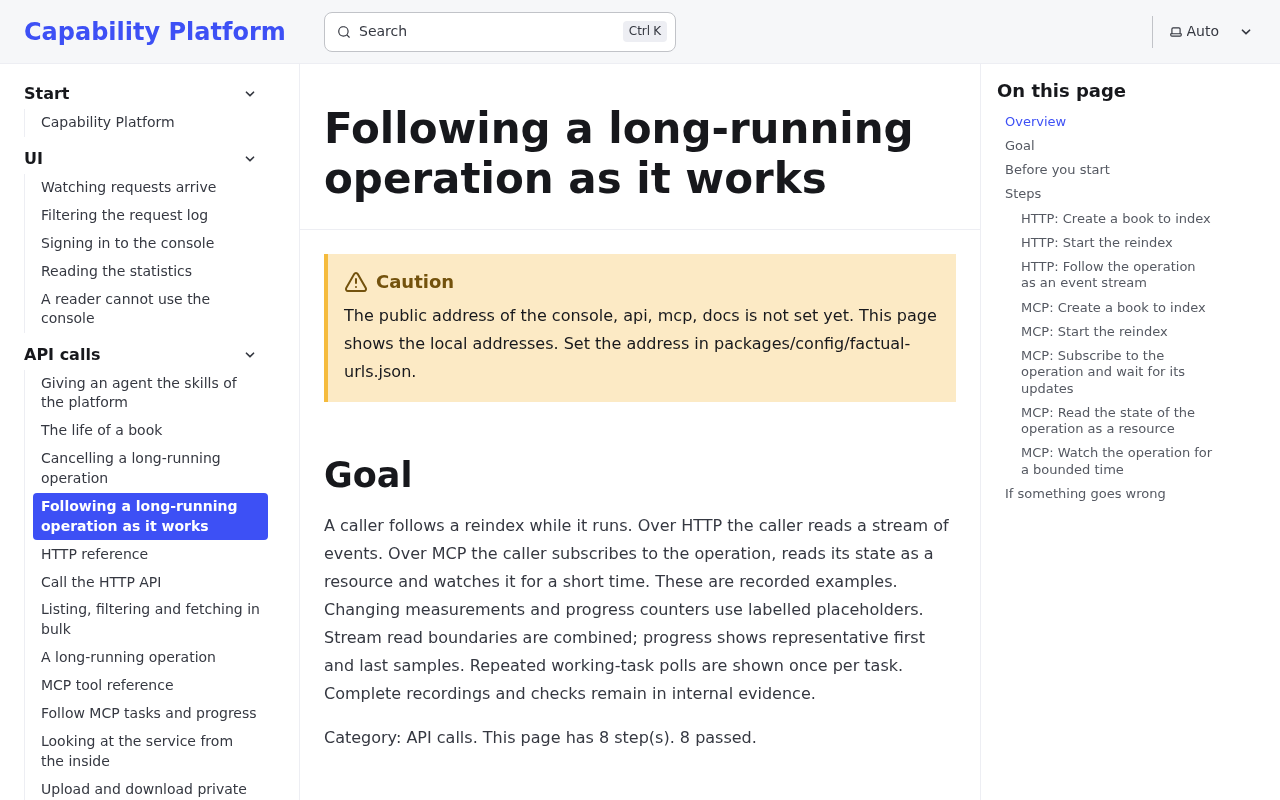 Capability Platform
Search
Ctrl K
Auto
Start
Capability Platform
UI
Watching requests arrive
Filtering the request log
Signing in to the console
Reading the statistics
A reader cannot use the
console
API calls
Giving an agent the skills of
the platform
The life of a book
Cancelling a long-running
operation
Following a long-running
operation as it works
HTTP reference
Call the HTTP API
Listing, filtering and fetching in
bulk
A long-running operation
MCP tool reference
Follow MCP tasks and progress
Looking at the service from
the inside
Upload and download private
Following a long-running
operation as it works
Caution
The public address of the console, api, mcp, docs is not set yet. This page
shows the local addresses. Set the address in packages/config/factual-
urls.json.
Goal
A caller follows a reindex while it runs. Over HTTP the caller reads a stream of
events. Over MCP the caller subscribes to the operation, reads its state as a
resource and watches it for a short time. These are recorded examples.
Changing measurements and progress counters use labelled placeholders.
Stream read boundaries are combined; progress shows representative first
and last samples. Repeated working-task polls are shown once per task.
Complete recordings and checks remain in internal evidence.
Category: API calls. This page has 8 step(s). 8 passed.
On this page
Overview
Goal
Before you start
Steps
HTTP: Create a book to index
HTTP: Start the reindex
HTTP: Follow the operation
as an event stream
MCP: Create a book to index
MCP: Start the reindex
MCP: Subscribe to the
operation and wait for its
updates
MCP: Read the state of the
operation as a resource
MCP: Watch the operation for
a bounded time
If something goes wrong